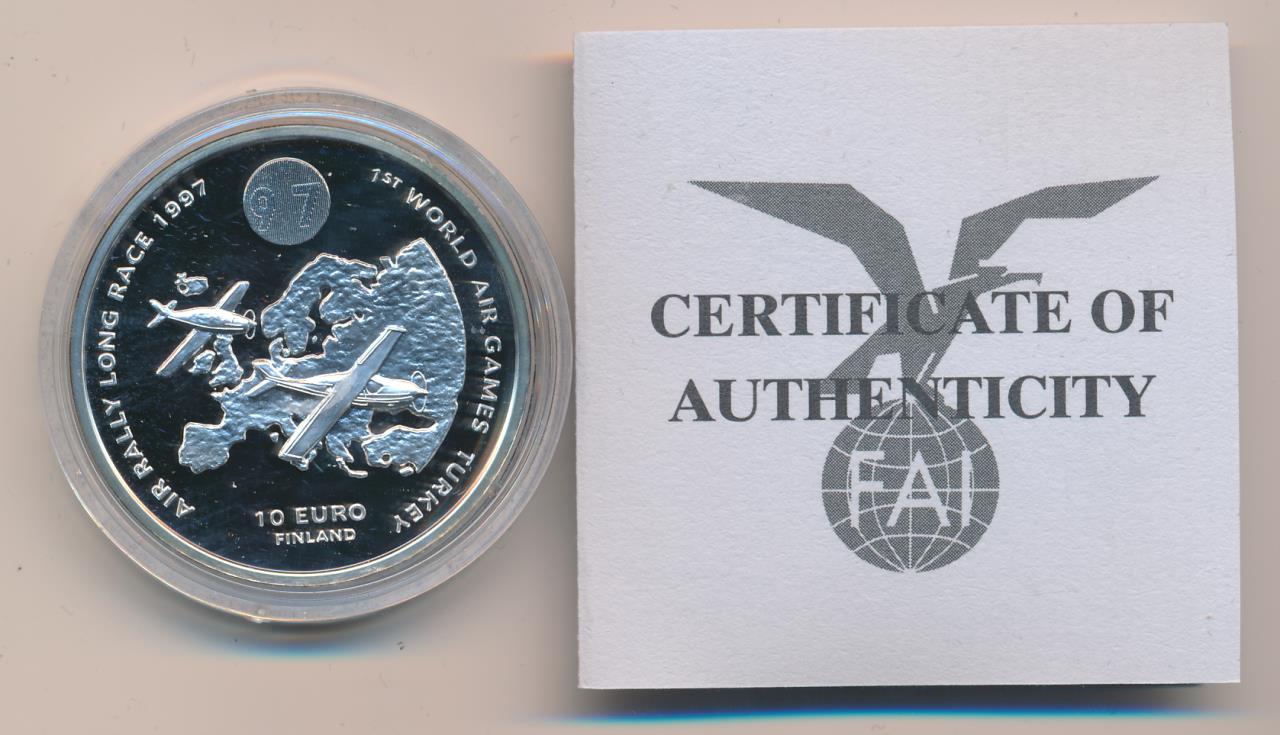 AIR RALLY LONG RACE 1997
97
1ST WORLD AIR GAMES TURKEY
10 EURO
FINLAND
CERTIFICATE OF
AUTHENTICITY
FAI